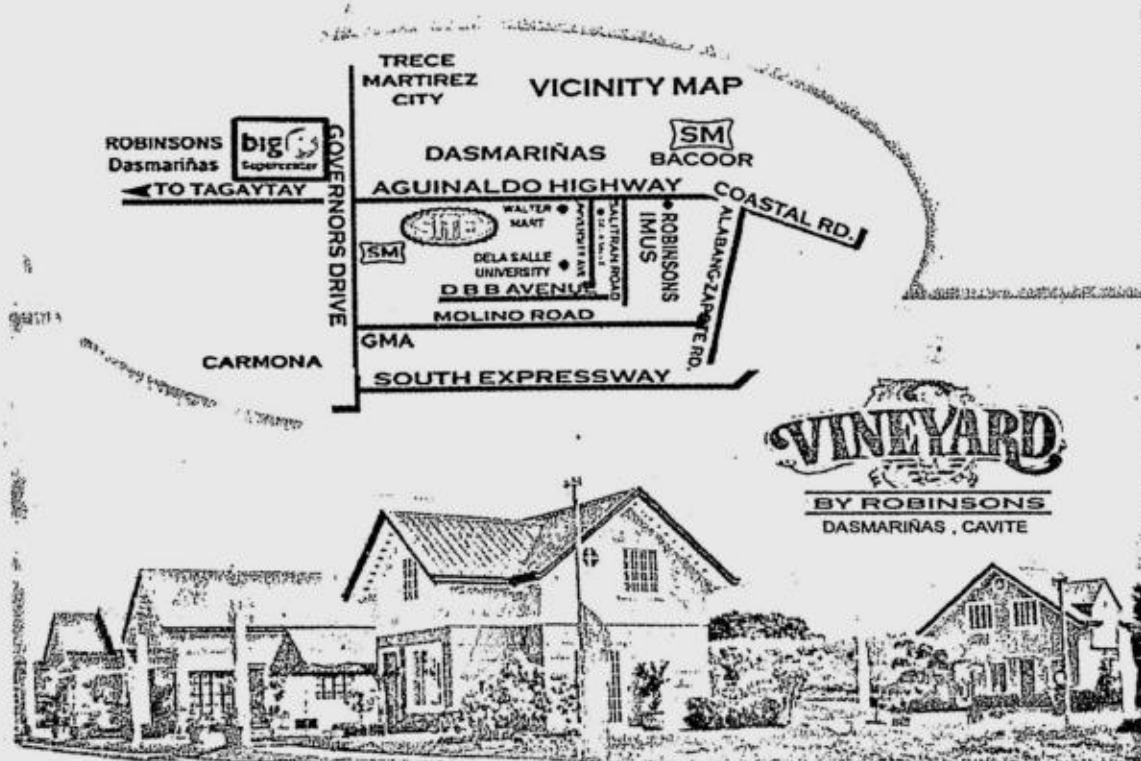 TRECE
MARTIREZ
CITY
VICINITY MAP
ROBINSONS
Dasmariñas
big
Supercenter
GOVERNORS DRIVE
DASMARIÑAS
SM
BACOOR
TO TAGAYTAY
AGUINALDO HIGHWAY
COASTAL RD.
SITE
WALTER
MART
SALITRAN ROAD
ROBINSONS
IMUS
ALABANG-ZAPOTE RD.
SM
DELA SALLE
UNIVERSITY
D B B AVENUE
MOLINO ROAD
GMA
CARMONA
SOUTH EXPRESSWAY
VINEYARD
BY ROBINSONS
DASMARIÑAS , CAVITE